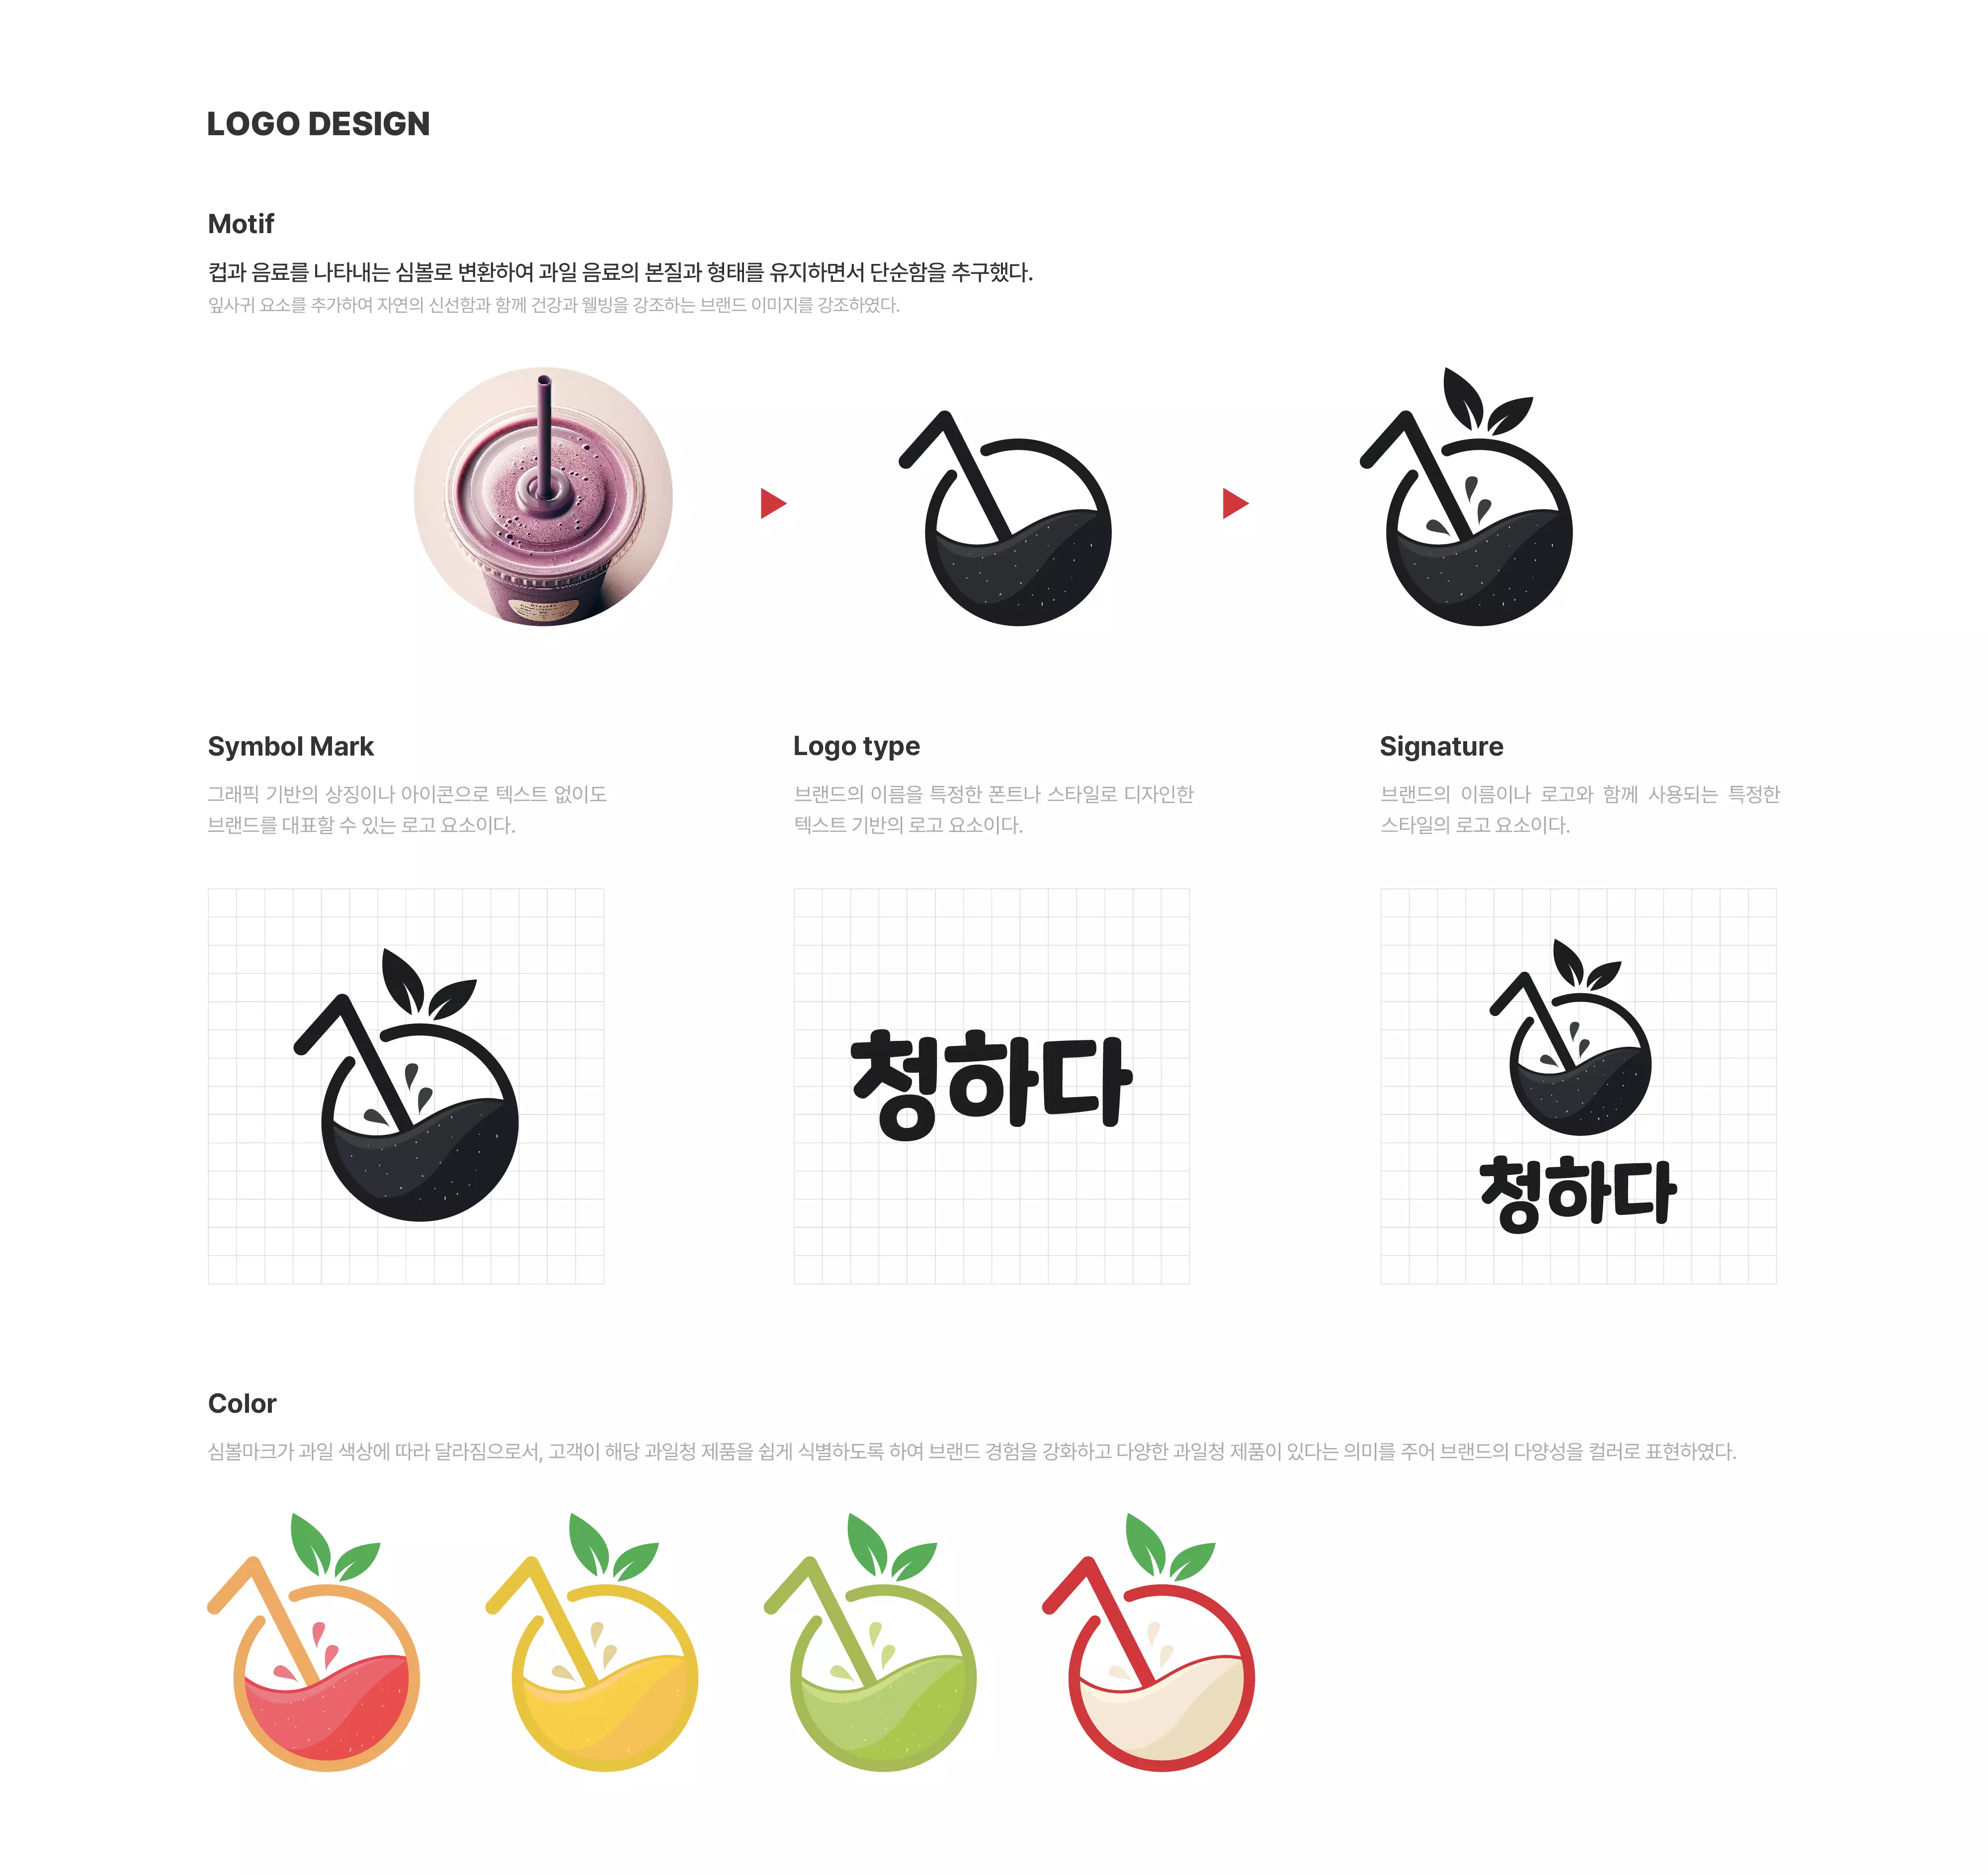 LOGO DESIGN
Motif
컵과 음료를 나타내는 심볼로 변환하여 과일 음료의 본질과 형태를 유지하면서 단순함을 추구했다.
잎사귀 요소를 추가하여 자연의 신선함과 함께 건강과 웰빙을 강조하는 브랜드 이미지를 강조하였다.
Symbol Mark
그래픽 기반의 상징이나 아이콘으로 텍스트 없이도
브랜드를 대표할 수 있는 로고 요소이다.
Logo type
브랜드의 이름을 특정한 폰트나 스타일로 디자인한
텍스트 기반의 로고 요소이다.
Signature
브랜드의 이름이나 로고와 함께 사용되는 특정한
스타일의 로고 요소이다.
청하다
청하다
Color
심볼마크가 과일 색상에 따라 달라짐으로서, 고객이 해당 과일청 제품을 쉽게 식별하도록 하여 브랜드 경험을 강화하고 다양한 과일청 제품이 있다는 의미를 주어 브랜드의 다양성을 컬러로 표현하였다.